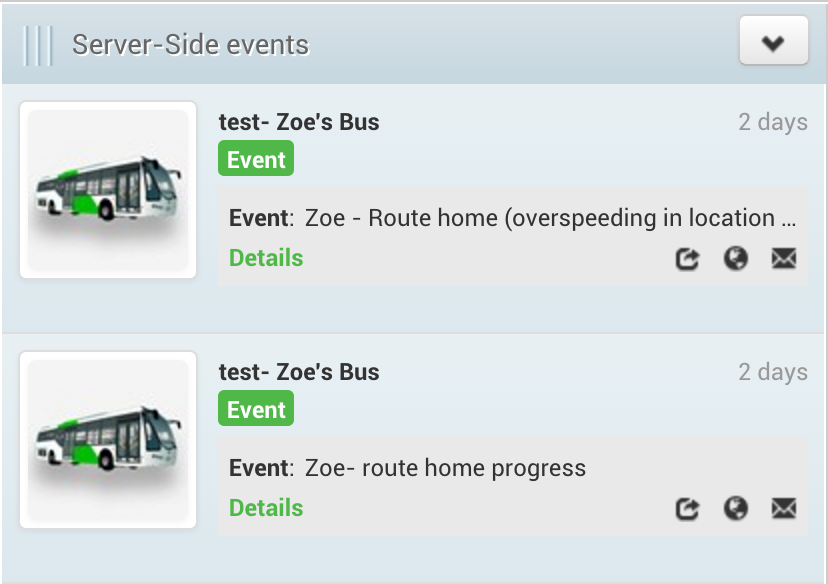 Server-Side events
test- Zoe's Bus 2 days
Event
Event: Zoe - Route home (overspeeding in location ...
Details
test- Zoe's Bus 2 days
Event
Event: Zoe- route home progress
Details